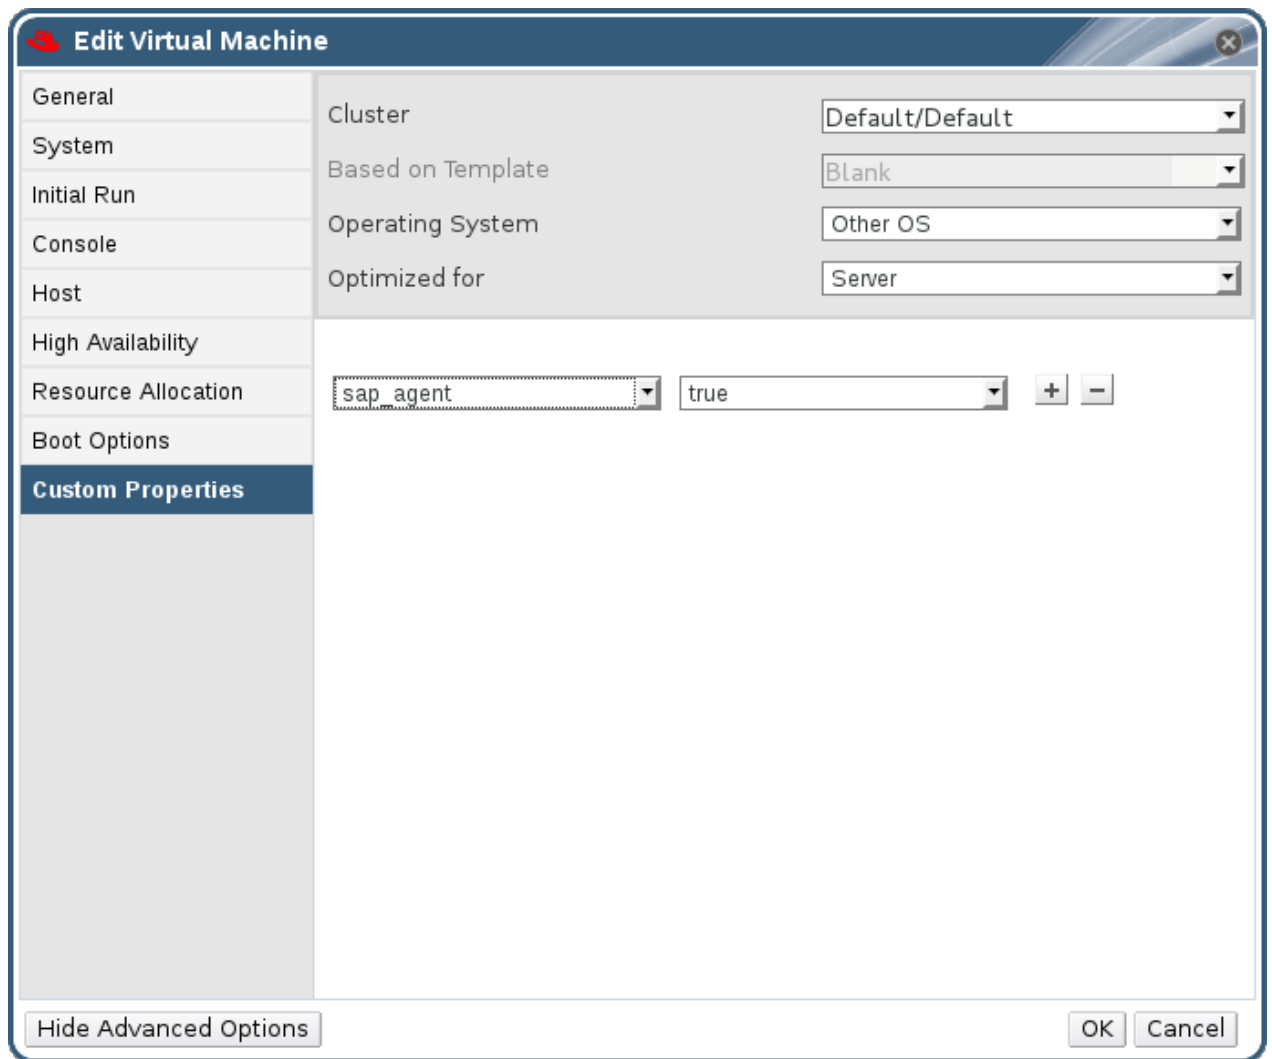 Edit Virtual Machine
General
System
Initial Run
Console
Host
High Availability
Resource Allocation
Boot Options
Custom Properties
Cluster
Default/Default
Based on Template
Blank
Operating System
Other OS
Optimized for
Server
sap_agent
true
+
−
Hide Advanced Options
OK
Cancel